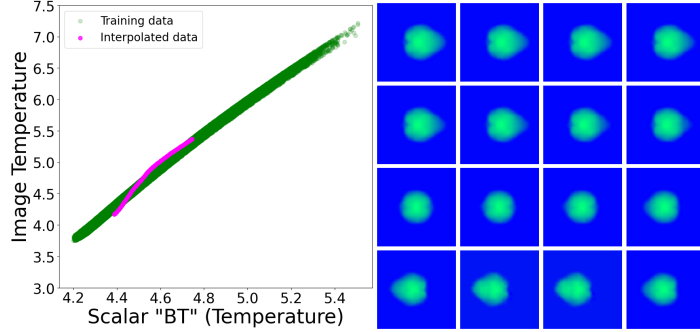 Training data
Interpolated data
Image Temperature
7.5
7.0
6.5
6.0
5.5
5.0
4.5
4.0
3.5
3.0
4.2 4.4 4.6 4.8 5.0 5.2 5.4
Scalar "BT" (Temperature)